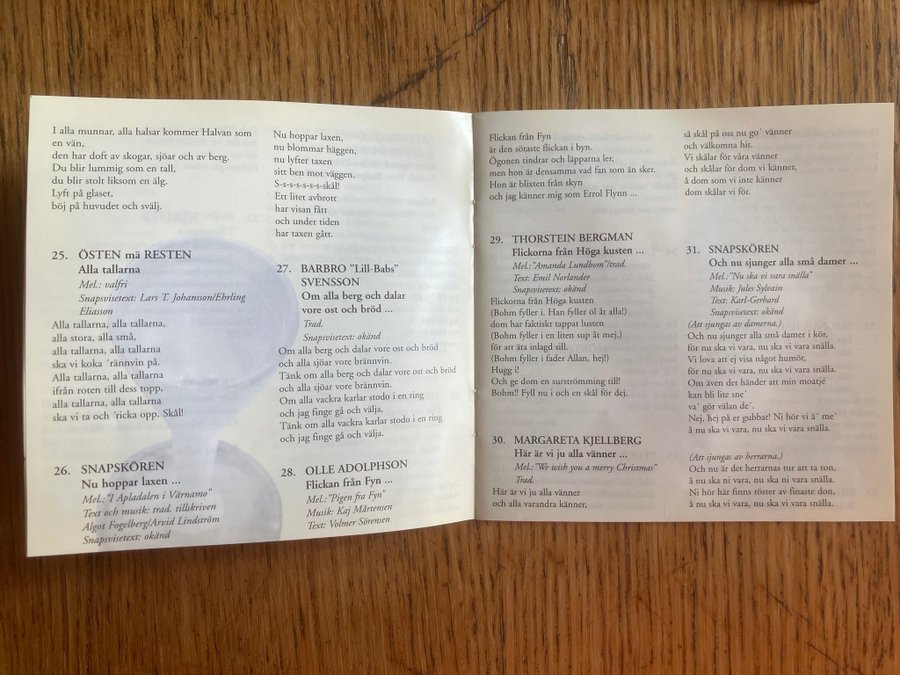 I alla munnar, alla halsar kommer Halvan som
en vän,
den har doft av skogar, sjöar och av berg.
Du blir lummig som en tall,
du blir stolt liksom en älg.
Lyft på glaset,
böj på huvudet och svälj.
25. ÖSTEN mä RESTEN
Alla tallarna
Mel.: valfri
Snapsvisetext: Lars T. Johansson/Ehrling
Eliasson
Alla tallarna, alla tallarna,
alla stora, alla små,
alla tallarna, alla tallarna
ska vi koka ´rännvin på.
Alla tallarna, alla tallarna
ifrån roten till dess topp,
alla tallarna, alla tallarna
ska vi ta och ´ricka opp. Skål!
26. SNAPSKÖREN
Nu hoppar laxen ...
Mel.:"I Apladalen i Värnamo"
Text och musik: trad. tillskriven
Algot Fogelberg/Arvid Lindström
Snapsvisetext: okänd
Nu hoppar laxen,
nu blommar häggen,
nu lyfter taxen
sitt ben mot väggen.
S-s-s-s-s-s-skål!
Ett litet avbrott
har visan fått
och under tiden
har taxen gått.
27. BARBRO "Lill-Babs"
SVENSSON
Om alla berg och dalar
vore ost och bröd ...
Trad.
Snapsvisetext: okänd
Om alla berg och dalar vore ost och bröd
och alla sjöar vore brännvin.
Tänk om alla berg och dalar vore ost och bröd
och alla sjöar vore brännvin.
Om alla vackra karlar stodo i en ring
och jag finge gå och välja.
Tänk om alla vackra karlar stodo i en ring
och jag finge gå och välja.
28. OLLE ADOLPHSON
Flickan från Fyn ...
Mel.:"Pigen fra Fyn"
Musik: Kaj Mårtensen
Text: Volmer Sörensen
Flickan från Fyn
är den sötaste flickan i byn.
Ögonen tindrar och läpparna ler,
men hon är densamma vad fan som än sker.
Hon är blixten från skyn
och jag känner mig som Errol Flynn ...
29. THORSTEIN BERGMAN
Flickorna från Höga kusten ...
Mel.:"Amanda Lundbom"/trad.
Text: Emil Norlander
Snapsvisetext: okänd
Flickorna från Höga kusten
(Bohm fyller i. Han fyller öl åt alla!)
dom har faktiskt tappat lusten
(Bohm fyller i en liten sup åt mej.)
för att äta inlagd sill.
(Bohm fyller i fader Allan, hej!)
Hugg i!
Och ge dom en surströmming till!
Bohm!! Fyll nu i och en skål för dej.
30. MARGARETA KJELLBERG
Här är vi ju alla vänner ...
Mel.:"We wish you a merry Christmas"
Trad.
Här är vi ju alla vänner
och alla varandra känner,
så skål på oss nu go´ vänner
och välkomna hit.
Vi skålar för våra vänner
och skålar för dom vi känner,
å dom som vi inte känner
dom skålar vi för.
31. SNAPSKÖREN
Och nu sjunger alla små damer ...
Mel.:"Nu ska vi vara snälla"
Musik: Jules Sylvain
Text: Karl-Gerhard
Snapsvisetext: okänd
(Att sjungas av damerna.)
Och nu sjunger alla små damer i kör,
för nu ska vi vara, nu ska vi vara snälla.
Vi lova att ej visa något humör,
för nu ska vi vara, nu ska vi vara snälla.
Om även det händer att min moatjé
kan bli lite sne´
va´ gör välan de´.
Nej, hej på er gubbar! Ni hör vi ä´ me´
å nu ska vi vara, nu ska vi vara snälla.
(Att sjungas av herrarna.)
Och nu är det herrarnas tur att ta ton,
å nu ska ni vara, nu ska ni vara snälla.
Ni hör här finns röster av finaste don,
å nu ska vi vara, nu ska vi vara snälla.